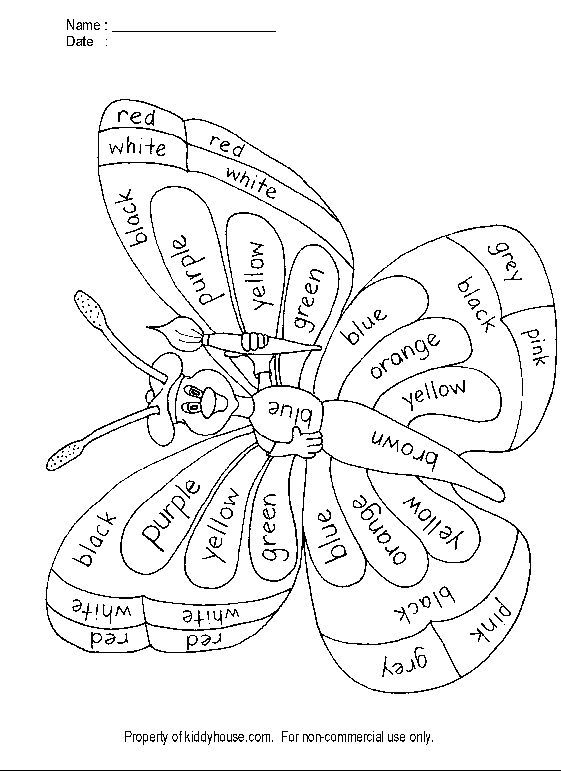 Name :
Date :
red
red
white
white
black
purple
yellow
green
grey
black
pink
blue
orange
yellow
blue
brown
black
purple
yellow
green
blue
orange
yellow
white
white
red
red
black
pink
grey
Property of kiddyhouse.com. For non-commercial use only.